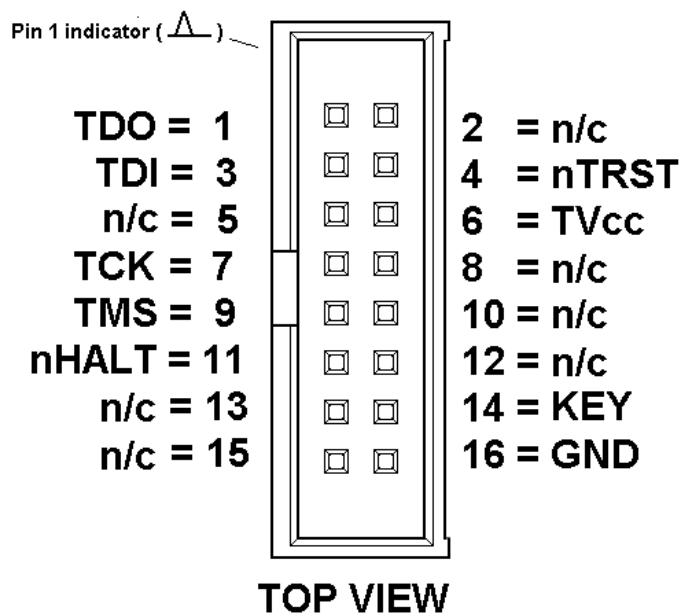 Pin 1 indicator ( )
TDO = 1 2 = n/c
TDI = 3 4 = nTRST
n/c = 5 6 = TVcc
TCK = 7 8 = n/c
TMS = 9 10 = n/c
nHALT = 11 12 = n/c
n/c = 13 14 = KEY
n/c = 15 16 = GND
TOP VIEW